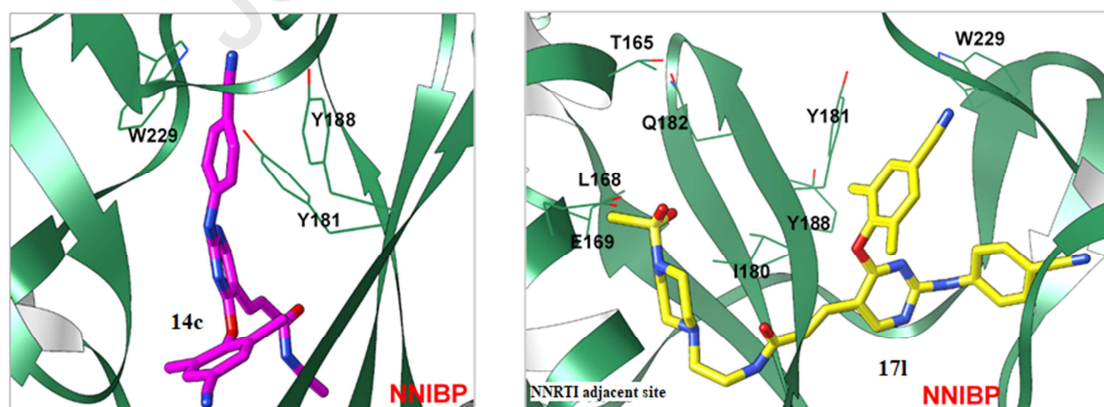 W229
Y188
Y181
14c
NNIBP
T165
W229
Q182
Y181
L168
E169
Y188
I180
17l
NNRTI adjacent site
NNIBP